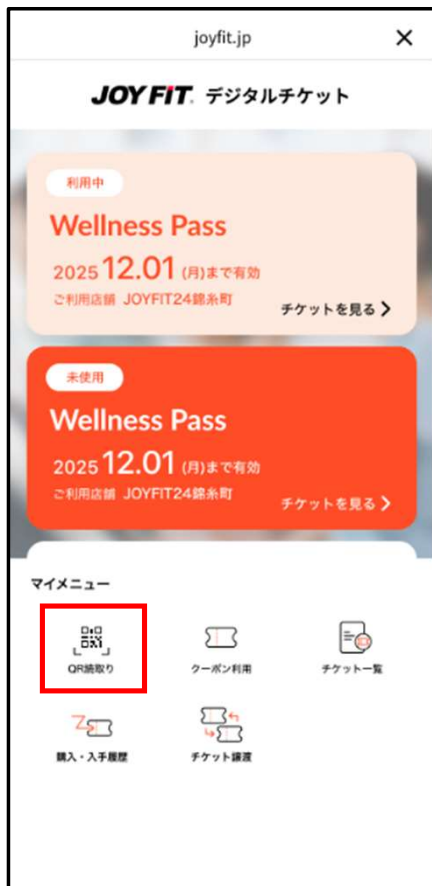 joyfit.jp
JOYFIT. デジタルチケット
利用中
Wellness Pass
2025 12.01 (月)まで有効
ご利用店舗 JOYFIT24錦糸町
チケットを見る
未使用
Wellness Pass
2025 12.01 (月)まで有効
ご利用店舗 JOYFIT24錦糸町
チケットを見る
マイメニュー
QR読取り
クーポン利用
チケット一覧
購入・入手履歴
チケット譲渡